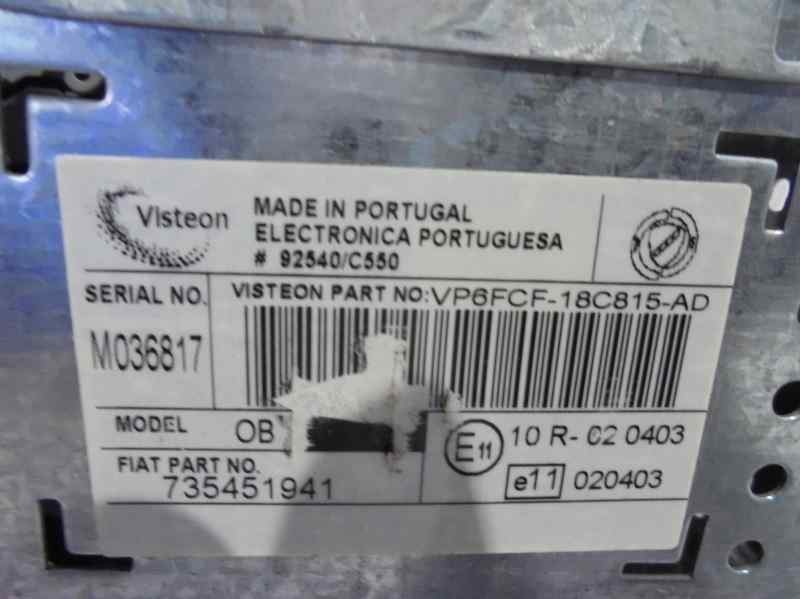 Visteon
MADE IN PORTUGAL
ELECTRONICA PORTUGUESA
# 92540/C550
SERIAL NO.
M036817
VISTEON PART NO: VP6FCF-18C815-AD
MODEL OB
FIAT PART NO.
735451941
E11 10 R- 02 0403
e11 020403